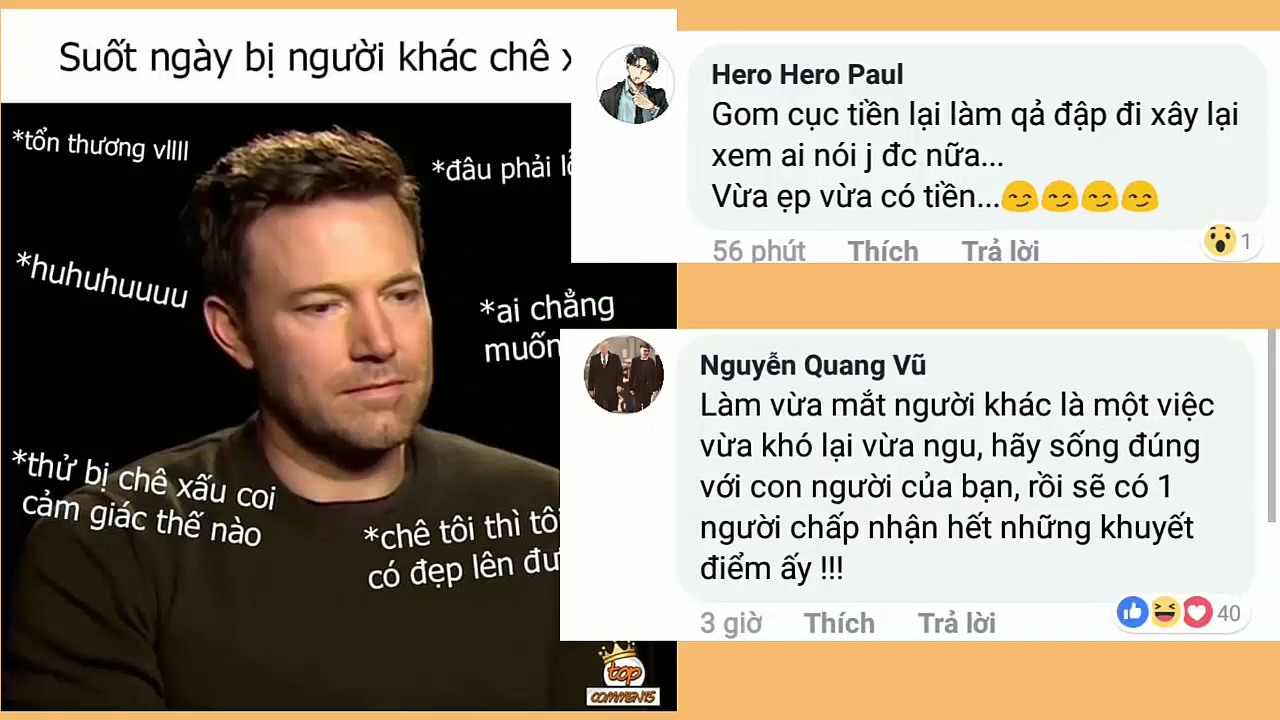 Suốt ngày bị người khác chê
*tổn thương vllll
*đâu phải
*huhuhuuuu
*ai chẳng
muốn
*thử bị chê xấu coi
cảm giác thế nào
*chê tôi thì
có đẹp lên
top
COMMENTS
Hero Hero Paul
Gom cục tiền lại làm qả đập đi xây lại
xem ai nói j đc nữa...
Vừa ẹp vừa có tiền...😏😏😏😏
56 phút Thích Trả lời
1
Nguyễn Quang Vũ
Làm vừa mắt người khác là một việc
vừa khó lại vừa ngu, hãy sống đúng
với con người của bạn, rồi sẽ có 1
người chấp nhận hết những khuyết
điểm ấy !!!
3 giờ Thích Trả lời
40